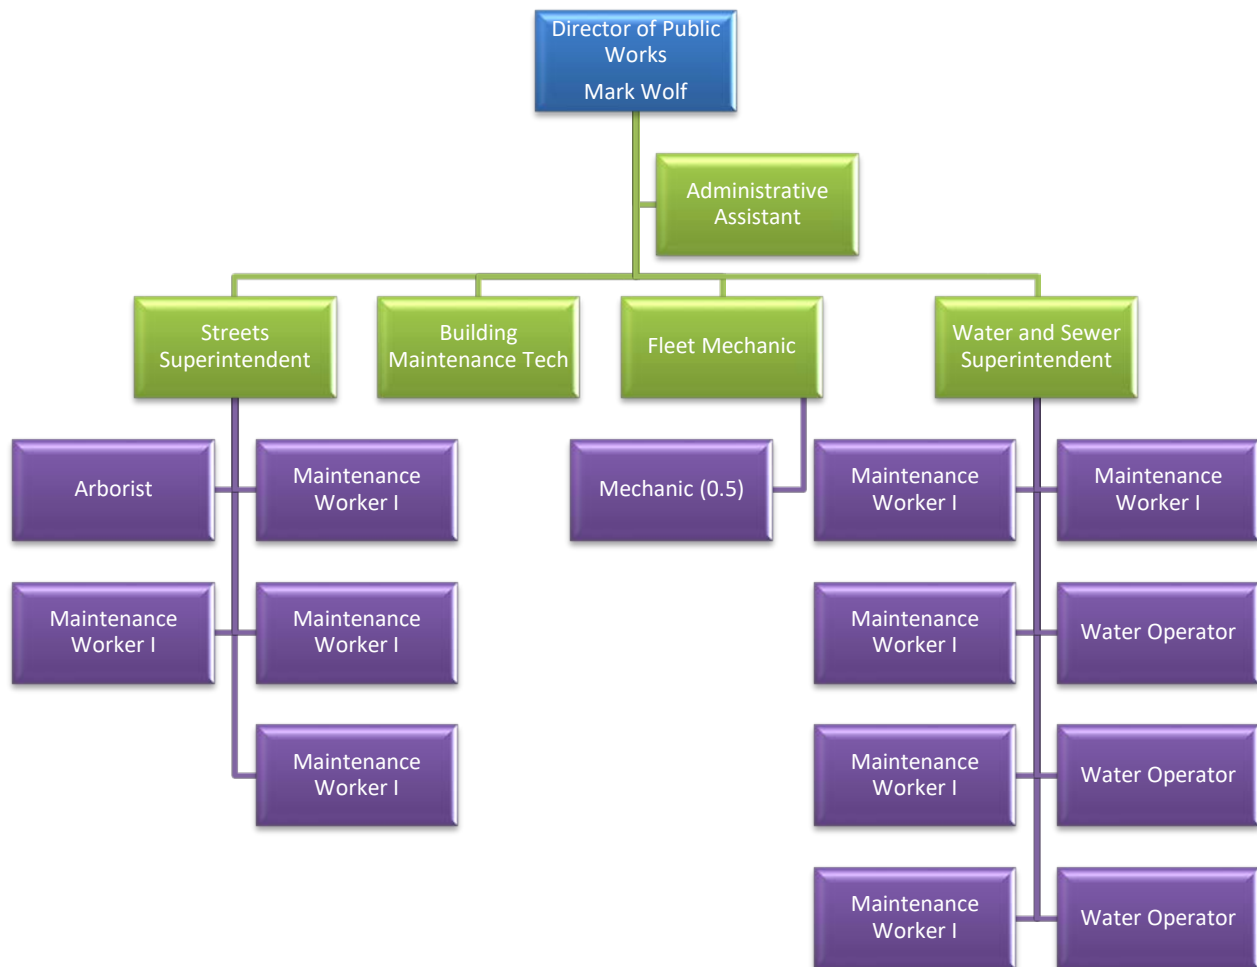 Director of Public
Works
Mark Wolf
Administrative
Assistant
Streets
Superintendent
Building
Maintenance Tech
Fleet Mechanic
Water and Sewer
Superintendent
Arborist
Maintenance
Worker I
Mechanic (0.5)
Maintenance
Worker I
Maintenance
Worker I
Maintenance
Worker I
Maintenance
Worker I
Maintenance
Worker I
Water Operator
Maintenance
Worker I
Maintenance
Worker I
Water Operator
Maintenance
Worker I
Water Operator